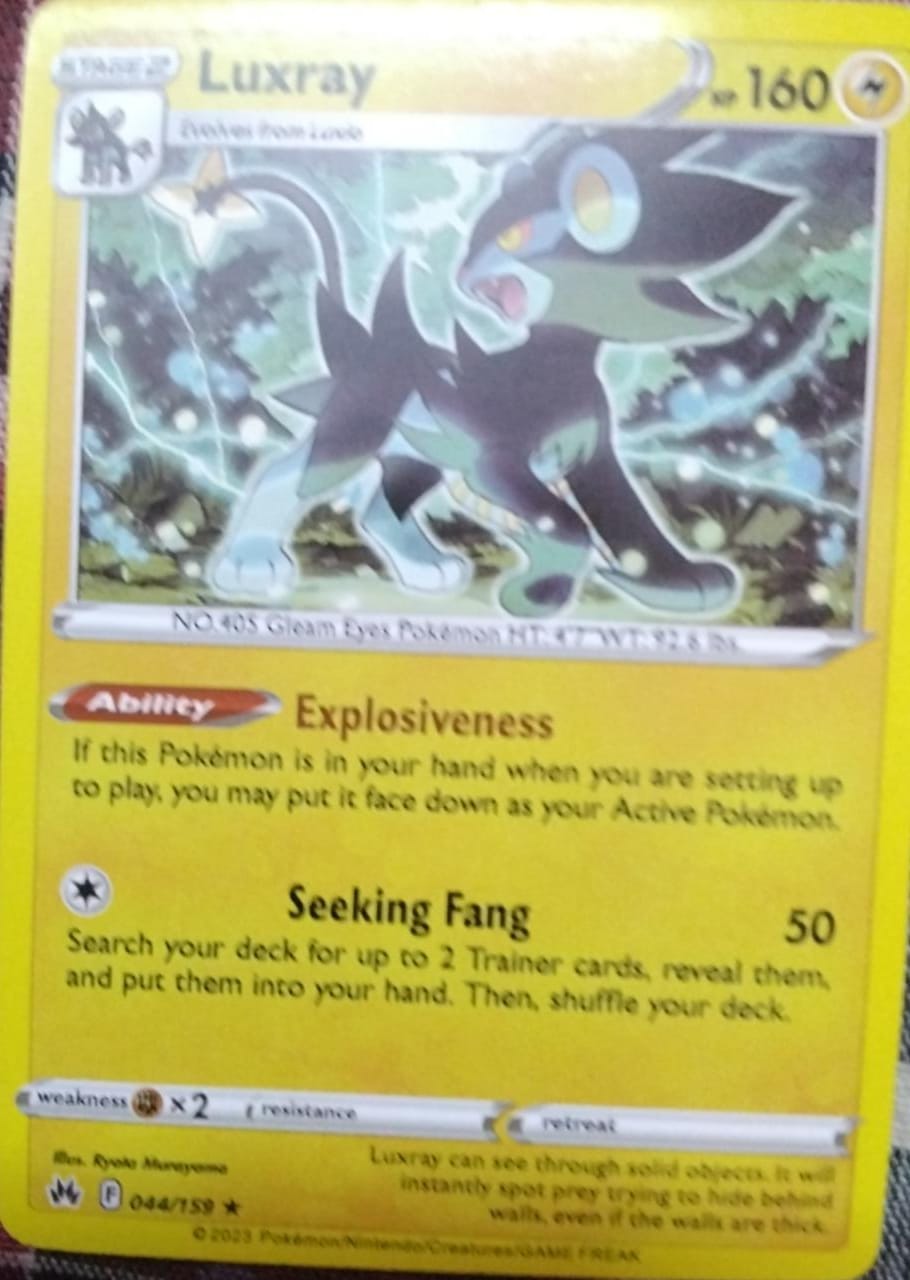 STAGE 2
Luxray
HP 160
Evolves from Luxio
NO. 405 Gleam Eyes Pokémon HT: 4'7" WT: 92.6 lbs.
Ability
Explosiveness
If this Pokémon is in your hand when you are setting up
to play, you may put it face down as your Active Pokémon.
Seeking Fang 50
Search your deck for up to 2 Trainer cards, reveal them,
and put them into your hand. Then, shuffle your deck.
weakness ×2 resistance retreat
Illus. Ryota Murayama
Luxray can see through solid objects. It will
instantly spot prey trying to hide behind
walls, even if the walls are thick.
F 044/159 ★
©2023 Pokémon/Nintendo/Creatures/GAME FREAK